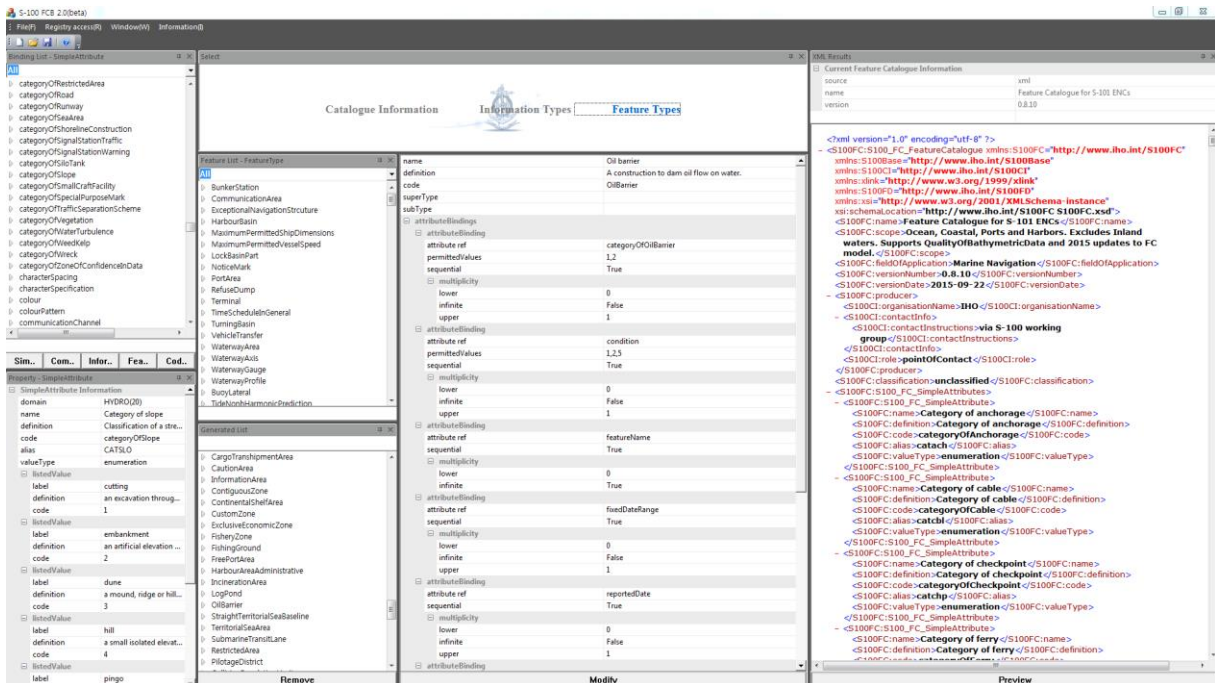 S-100 FCB 2.0(beta)
File(F) Registry access(R) Window(W) Information(I)
Binding List - SimpleAttribute
All
categoryOfRestrictedArea
categoryOfRoad
categoryOfRunway
categoryOfSeaArea
categoryOfShorelineConstruction
categoryOfSignalStationTraffic
categoryOfSignalStationWarning
categoryOfSiloTank
categoryOfSlope
categoryOfSmallCraftFacility
categoryOfSpecialPurposeMark
categoryOfTrafficSeparationScheme
categoryOfVegetation
categoryOfWaterTurbulence
categoryOfWeedKelp
categoryOfWreck
categoryOfZoneOfConfidenceInData
characterSpacing
characterSpecification
colour
colourPattern
communicationChannel
Sim.. Com.. Infor.. Fea.. Cod..
Property - SimpleAttribute
SimpleAttribute Information
domain HYDRO(20)
name Category of slope
definition Classification of a stre...
code categoryOfSlope
alias CATSLO
valueType enumeration
listedValue
label cutting
definition an excavation throug...
code 1
listedValue
label embankment
definition an artificial elevation ...
code 2
listedValue
label dune
definition a mound, ridge or hill...
code 3
listedValue
label hill
definition a small isolated elevat...
code 4
listedValue
label pingo
Select
Catalogue Information Information Types Feature Types
Feature List - FeatureType
All
BunkerStation
CommunicationArea
ExceptionalNavigationStrcuture
HarbourBasin
MaximumPermittedShipDimensions
MaximumPermittedVesselSpeed
LockBasinPart
NoticeMark
PortArea
RefuseDump
Terminal
TimeScheduleInGeneral
TurningBasin
VehicleTransfer
WaterwayArea
WaterwayAxis
WaterwayGauge
WaterwayProfile
BuoyLateral
TideNonhHarmonicPrediction
Generated List
CargoTranshipmentArea
CautionArea
InformationArea
ContiguousZone
ContinentalShelfArea
CustomZone
ExclusiveEconomicZone
FisheryZone
FishingGround
FreePortArea
HarbourAreaAdministrative
IncinerationArea
LogPond
OilBarrier
StraightTerritorialSeaBaseline
TerritorialSeaArea
SubmarineTransitLane
RestrictedArea
PilotageDistrict
Remove
name Oil barrier
definition A construction to dam oil flow on water.
code OilBarrier
superType
subType
attributeBindings
attributeBinding
attribute ref categoryOfOilBarrier
permittedValues 1,2
sequential True
multiplicity
lower 0
infinite False
upper 1
attributeBinding
attribute ref condition
permittedValues 1,2,5
sequential True
multiplicity
lower 0
infinite False
upper 1
attributeBinding
attribute ref featureName
sequential True
multiplicity
lower 0
infinite True
attributeBinding
attribute ref fixedDateRange
sequential True
multiplicity
lower 0
infinite False
upper 1
attributeBinding
attribute ref reportedDate
sequential True
multiplicity
lower 0
infinite False
upper 1
attributeBinding
Modify
XML Results
Current Feature Catalogue Information
source xml
name Feature Catalogue for S-101 ENCs
version 0.8.10
<?xml version="1.0" encoding="utf-8" ?>
- <S100FC:S100_FC_FeatureCatalogue xmlns:S100FC="http://www.iho.int/S100FC"
xmlns:S100Base="http://www.iho.int/S100Base"
xmlns:S100CI="http://www.iho.int/S100CI"
xmlns:xlink="http://www.w3.org/1999/xlink"
xmlns:S100FD="http://www.iho.int/S100FD"
xmlns:xsi="http://www.w3.org/2001/XMLSchema-instance"
xsi:schemaLocation="http://www.iho.int/S100FC S100FC.xsd">
<S100FC:name>Feature Catalogue for S-101 ENCs</S100FC:name>
<S100FC:scope>Ocean, Coastal, Ports and Harbors. Excludes Inland
waters. Supports QualityOfBathymetricData and 2015 updates to FC
model.</S100FC:scope>
<S100FC:fieldOfApplication>Marine Navigation</S100FC:fieldOfApplication>
<S100FC:versionNumber>0.8.10</S100FC:versionNumber>
<S100FC:versionDate>2015-09-22</S100FC:versionDate>
- <S100FC:producer>
<S100CI:organisationName>IHO</S100CI:organisationName>
- <S100CI:contactInfo>
<S100CI:contactInstructions>via S-100 working
group</S100CI:contactInstructions>
</S100CI:contactInfo>
<S100CI:role>pointOfContact</S100CI:role>
</S100FC:producer>
<S100FC:classification>unclassified</S100FC:classification>
- <S100FC:S100_FC_SimpleAttributes>
- <S100FC:S100_FC_SimpleAttribute>
<S100FC:name>Category of anchorage</S100FC:name>
<S100FC:definition>Category of anchorage</S100FC:definition>
<S100FC:code>categoryOfAnchorage</S100FC:code>
<S100FC:alias>catach</S100FC:alias>
<S100FC:valueType>enumeration</S100FC:valueType>
</S100FC:S100_FC_SimpleAttribute>
- <S100FC:S100_FC_SimpleAttribute>
<S100FC:name>Category of cable</S100FC:name>
<S100FC:definition>Category of cable</S100FC:definition>
<S100FC:code>categoryOfCable</S100FC:code>
<S100FC:alias>catcbl</S100FC:alias>
<S100FC:valueType>enumeration</S100FC:valueType>
</S100FC:S100_FC_SimpleAttribute>
- <S100FC:S100_FC_SimpleAttribute>
<S100FC:name>Category of checkpoint</S100FC:name>
<S100FC:definition>Category of checkpoint</S100FC:definition>
<S100FC:code>categoryOfCheckpoint</S100FC:code>
<S100FC:alias>catchp</S100FC:alias>
<S100FC:valueType>enumeration</S100FC:valueType>
</S100FC:S100_FC_SimpleAttribute>
- <S100FC:S100_FC_SimpleAttribute>
<S100FC:name>Category of ferry</S100FC:name>
<S100FC:definition>Category of ferry</S100FC:definition>
Preview